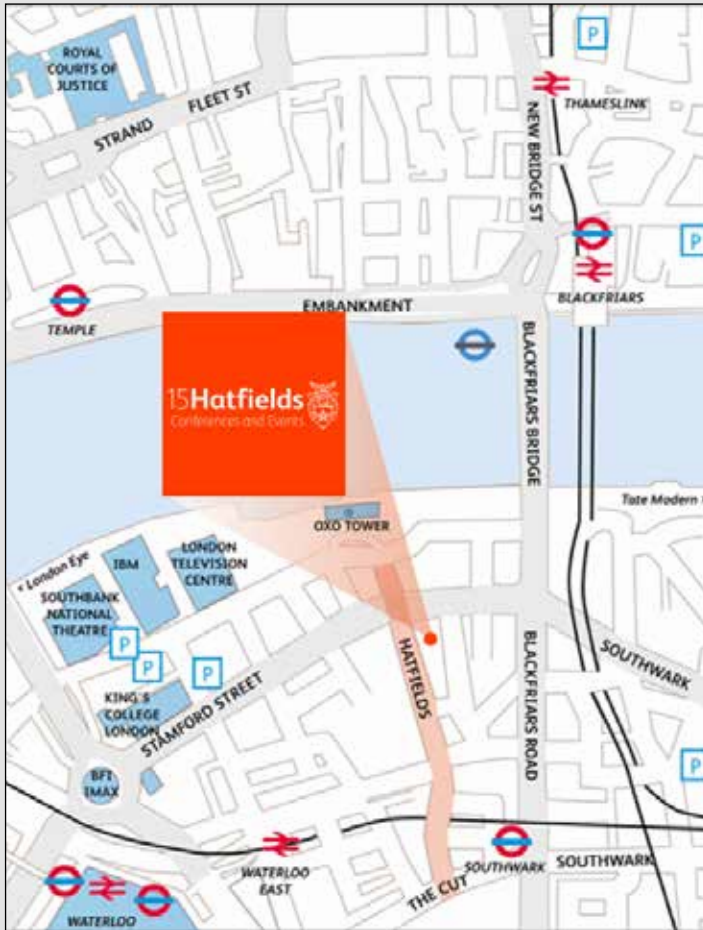 ROYAL
COURTS OF
JUSTICE
P
THAMESLINK
STRAND
FLEET ST
NEW BRIDGE ST
P
BLACKFRIARS
TEMPLE
EMBANKMENT
15Hatfields
Conferences and Events
BLACKFRIARS BRIDGE
Tate Modern
OXO TOWER
LONDON
TELEVISION
CENTRE
IBM
* London Eye
SOUTHBANK
NATIONAL
THEATRE
P
P
P
KING'S
COLLEGE
LONDON
STAMFORD STREET
HATFIELDS
BLACKFRIARS ROAD
SOUTHWARK
P
BFI
IMAX
WATERLOO
EAST
SOUTHWARK
SOUTHWARK
THE CUT
WATERLOO